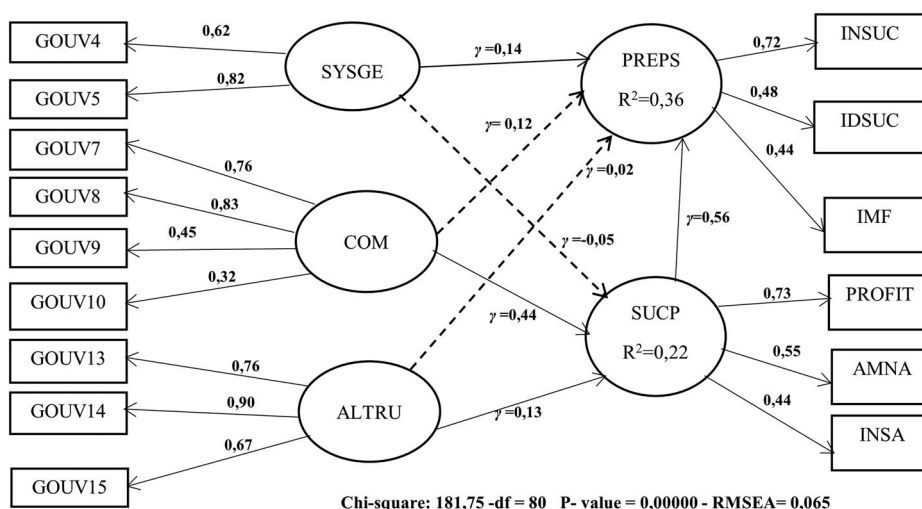 GOUV4
GOUV5
GOUV7
GOUV8
GOUV9
GOUV10
GOUV13
GOUV14
GOUV15
0,62
0,82
0,76
0,83
0,45
0,32
0,76
0,90
0,67
SYSGE
COM
ALTRU
γ=0,14
γ= 0,12
γ=0,02
γ=-0,05
γ=0,44
γ=0,13
γ=0,56
PREPS
R²=0,36
SUCP
R²=0,22
0,72
0,48
0,44
0,73
0,55
0,44
INSUC
IDSUC
IMF
PROFIT
AMNA
INSA
Chi-square: 181,75 -df = 80 P- value = 0,00000 - RMSEA= 0,065